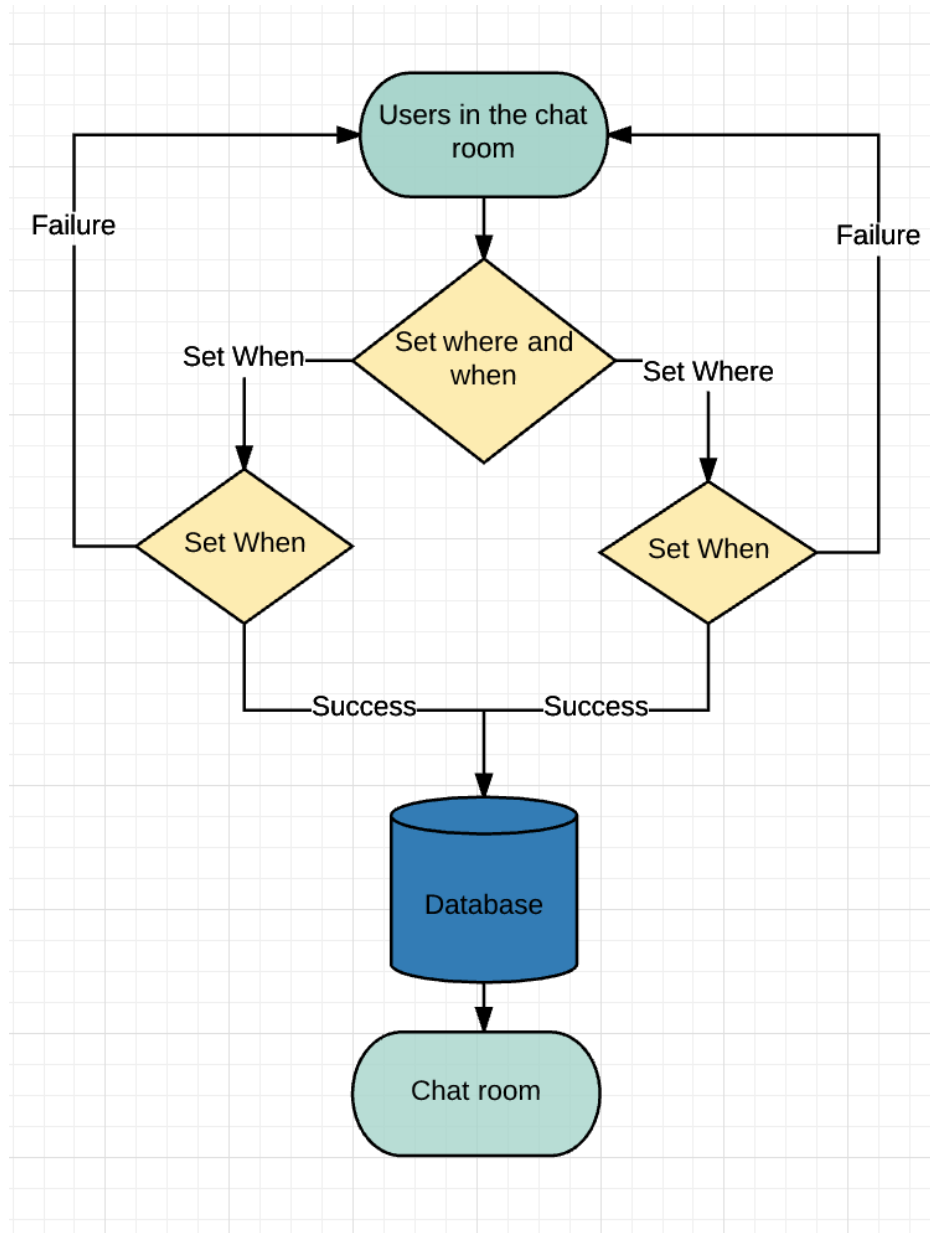 Users in the chat
room
Failure
Failure
Set where and
when
Set When
Set Where
Set When
Set When
Success
Success
Database
Chat room